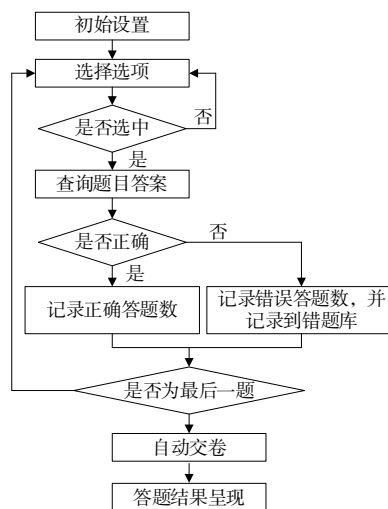 初始设置
选择选项
是否选中
否
是
查询题目答案
是否正确
否
是
记录正确答题数
记录错误答题数，并
记录到错题库
是否为最后一题
自动交卷
答题结果呈现